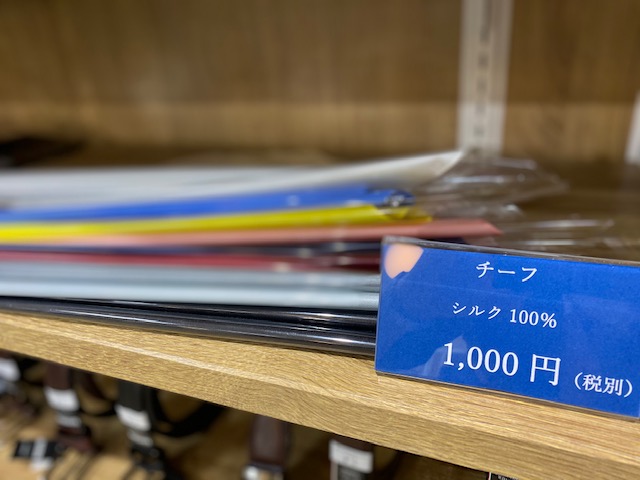 チーフ
シルク 100%
1,000 円 (税別)